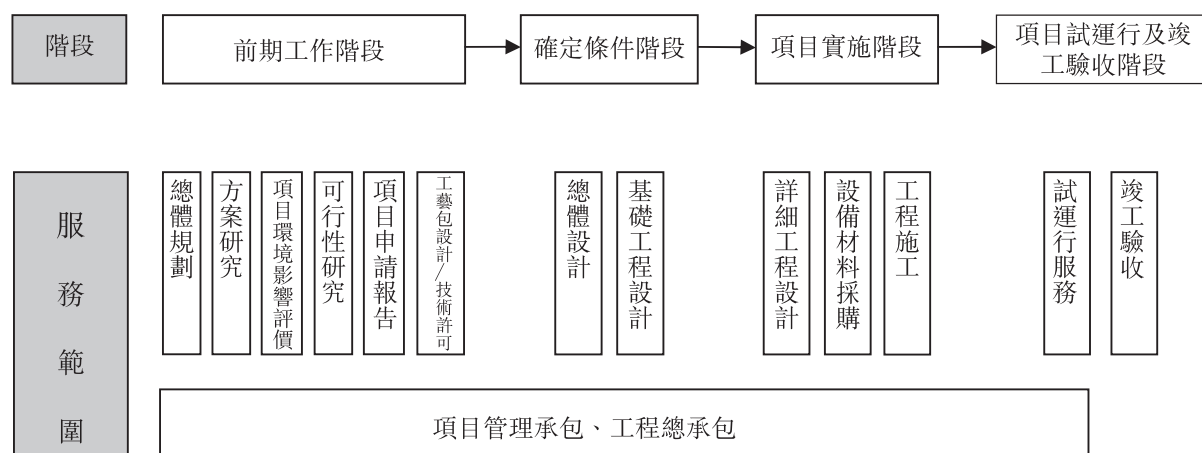 階段
前期工作階段
確定條件階段
項目實施階段
項目試運行及竣
工驗收階段
服務範圍
總體規劃
方案研究
項目環境影響評價
可行性研究
項目申請報告
工藝包設計/技術許可
總體設計
基礎工程設計
詳細工程設計
設備材料採購
工程施工
試運行服務
竣工驗收
項目管理承包、工程總承包